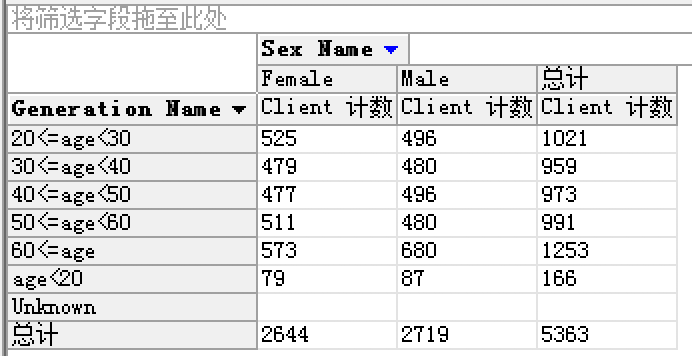 将筛选字段拖至此处
Sex Name
Female Male 总计
Generation Name Client 计数 Client 计数 Client 计数
20<=age<30 525 496 1021
30<=age<40 479 480 959
40<=age<50 477 496 973
50<=age<60 511 480 991
60<=age 573 680 1253
age<20 79 87 166
Unknown
总计 2644 2719 5363